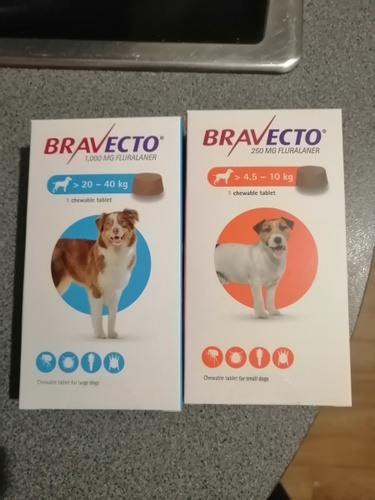 BRAVECTO®
1,000 MG FLURALANER
> 20 – 40 kg
1 chewable tablet
Chewable tablet for large dogs
BRAVECTO®
250 MG FLURALANER
> 4.5 – 10 kg
1 chewable tablet
Chewable tablet for small dogs